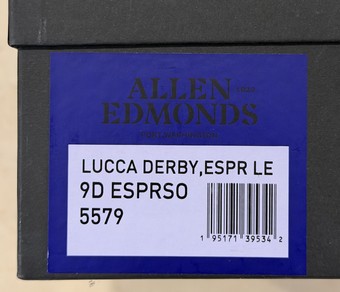 ALLEN
EDMONDS
LUCCA DERBY,ESPR LE
9D ESPRSO
5579
1 95171 39534 2